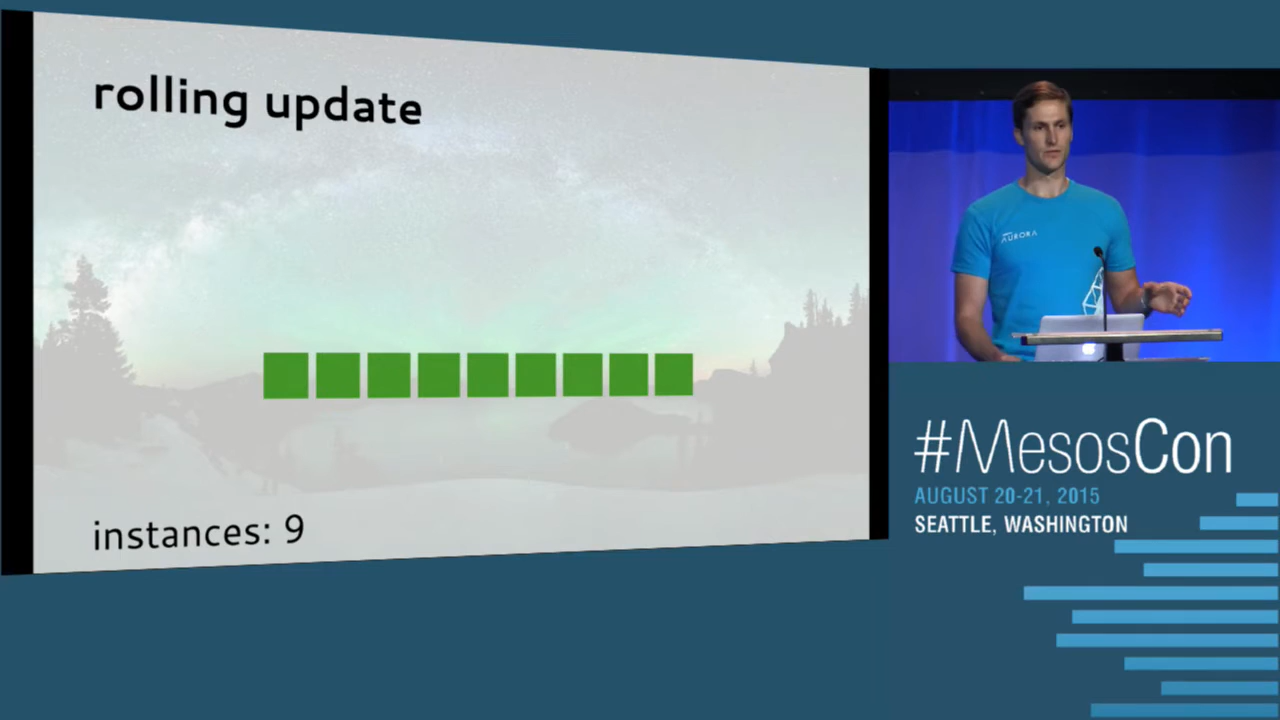 rolling update
instances: 9
AURORA
#MesosCon
AUGUST 20-21, 2015
SEATTLE, WASHINGTON